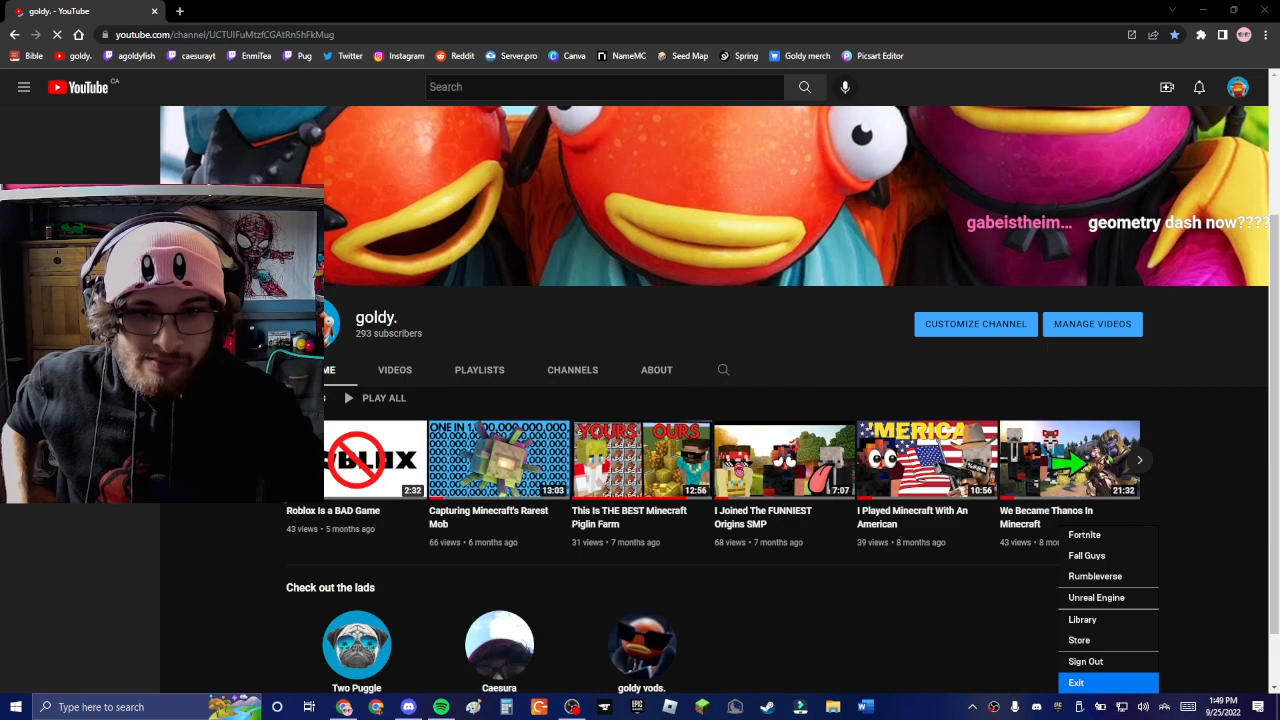 goldy.
youtube.com/channel/UCTUIFuMtzfCGAtRn5hFkMug
YouTube goldy. agoldyfish caesurayt EnmiTea Twitter Instagram Reddit Server.pro Canva NameMC Seed Map Spring Goldy merch Picsart Editor
YouTube CA
Search
gabeistheim... geometry dash now????
goldy.
293 subscribers
CUSTOMIZE CHANNEL MANAGE VIDEOS
ME VIDEOS PLAYLISTS CHANNELS ABOUT
PLAY ALL
2:32
ONE IN 1.000.000.000.000.
13:03
YOURS OURS
12:56
7:07
'MERICA
10:56
21:32
Roblox Is a BAD Game
43 views • 5 months ago
Capturing Minecraft's Rarest
Mob
66 views • 6 months ago
This Is THE BEST Minecraft
Piglin Farm
31 views • 7 months ago
I Joined The FUNNIEST
Origins SMP
68 views • 7 months ago
I Played Minecraft With An
American
39 views • 8 months ago
We Became Thanos In
Minecraft
43 views • 8 mo
Check out the lads
Two Puggle
Caesura
goldy vods.
Fortnite
Fall Guys
Rumbleverse
Unreal Engine
Library
Store
Sign Out
Exit
Type here to search
1:49 PM
9/25/2022